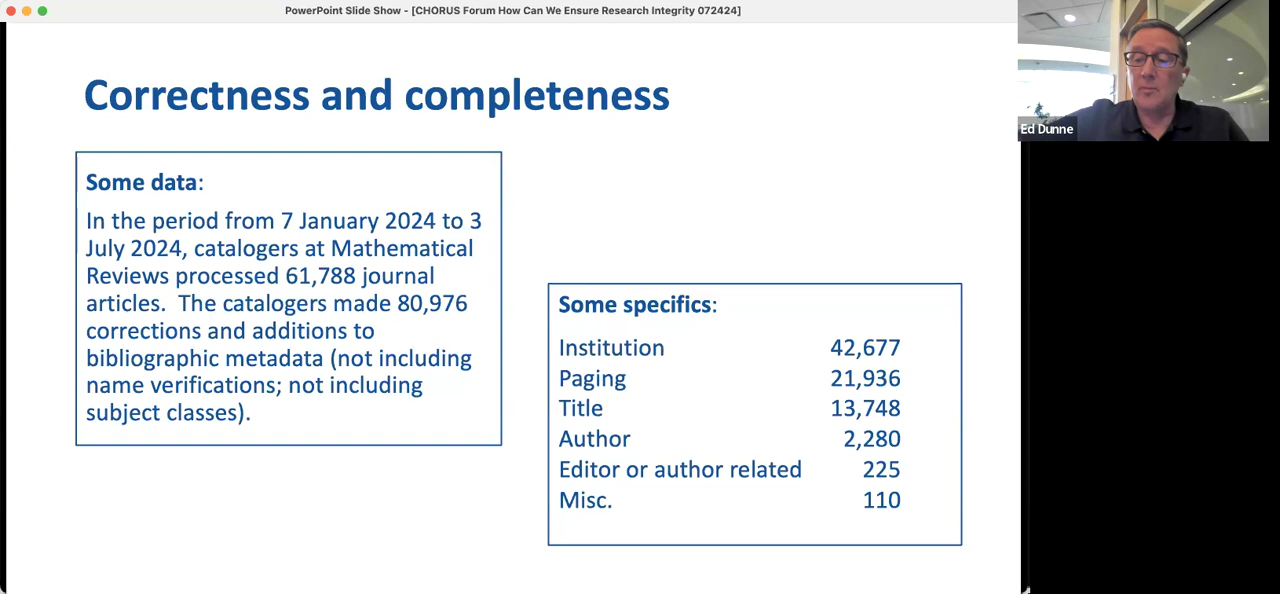 PowerPoint Slide Show - [CHORUS Forum How Can We Ensure Research Integrity 072424]
Correctness and completeness
Some data:
In the period from 7 January 2024 to 3
July 2024, catalogers at Mathematical
Reviews processed 61,788 journal
articles.  The catalogers made 80,976
corrections and additions to
bibliographic metadata (not including
name verifications; not including
subject classes).
Some specifics:
Institution 42,677
Paging 21,936
Title 13,748
Author 2,280
Editor or author related 225
Misc. 110
Ed Dunne